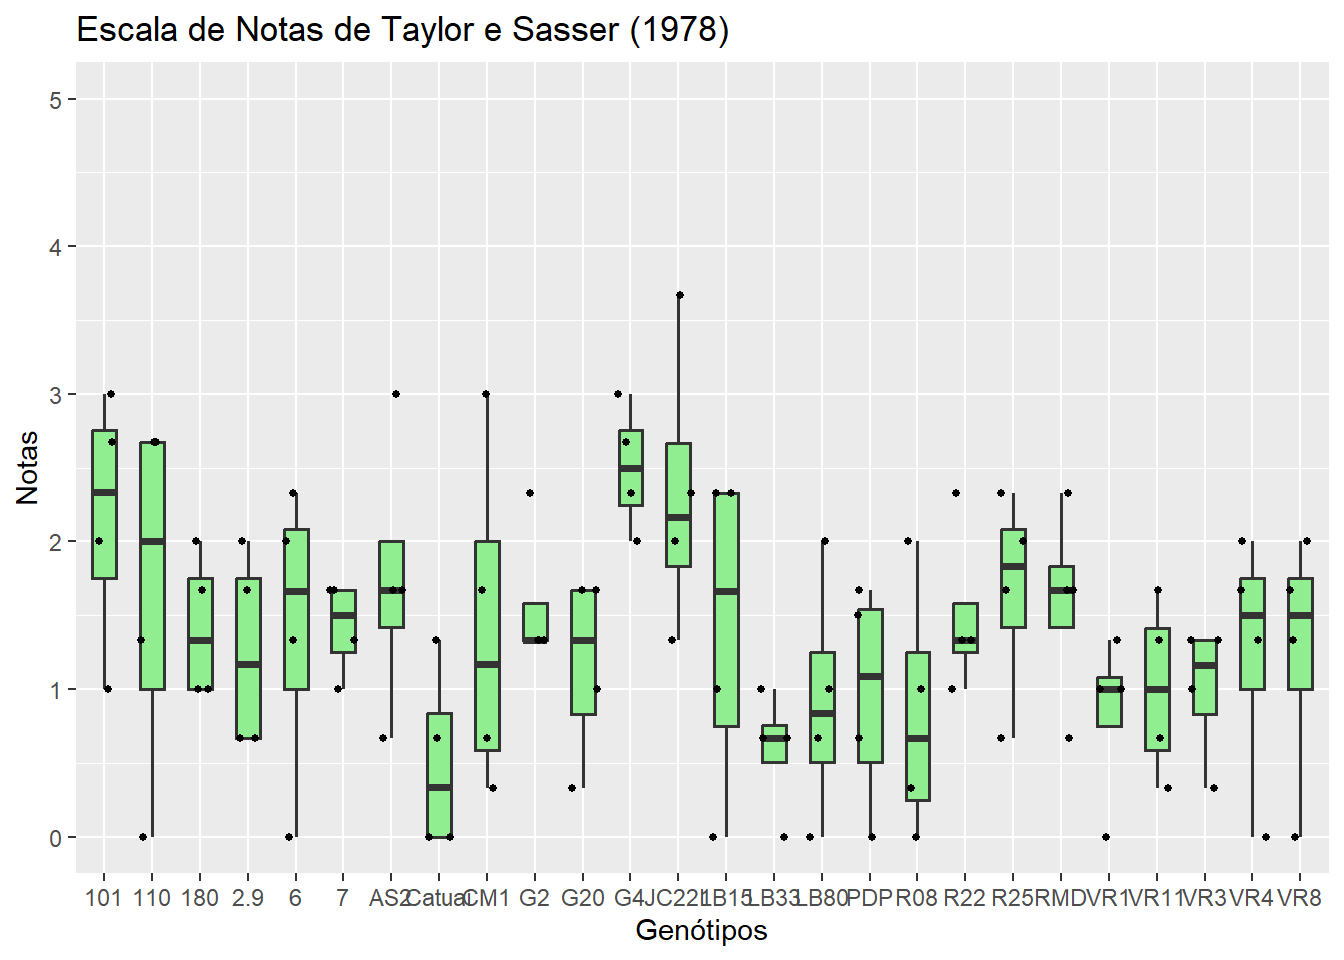 Escala de Notas de Taylor e Sasser (1978)
5
4
3
2
1
0
Notas
101 110 180 2.9 6 7 AS2 Catuaí CM1 G2 G20 G4 JC221 LB15 LB33 LB80 PDP R08 R22 R25 RMD VR1 VR11 VR3 VR4 VR8
Genótipos